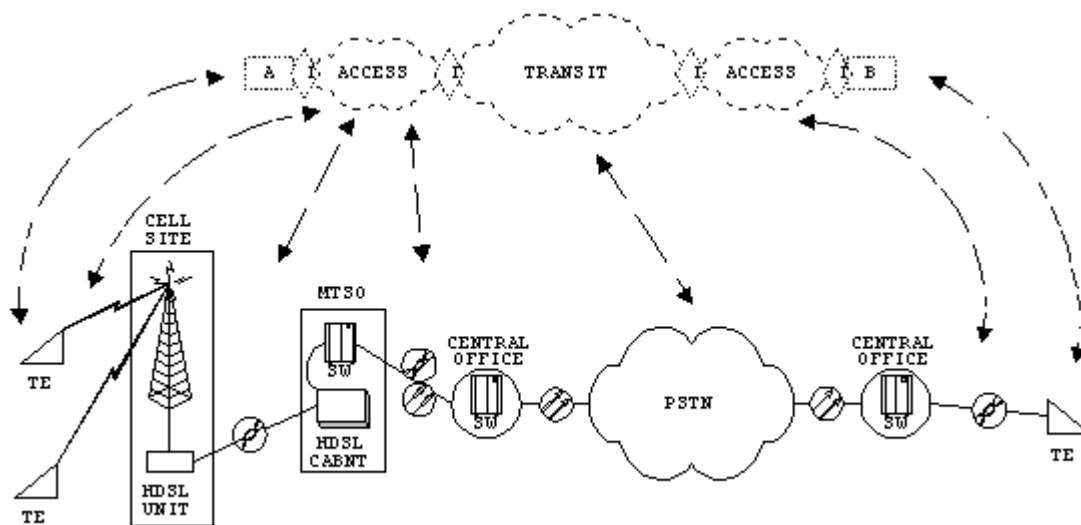 A I ACCESS I TRANSIT I ACCESS I B
CELL
SITE
MTSO
SW
CENTRAL
OFFICE
SW
CENTRAL
OFFICE
SW
PSTN
TE
TE
TE
HDSL
UNIT
HDSL
CABNT